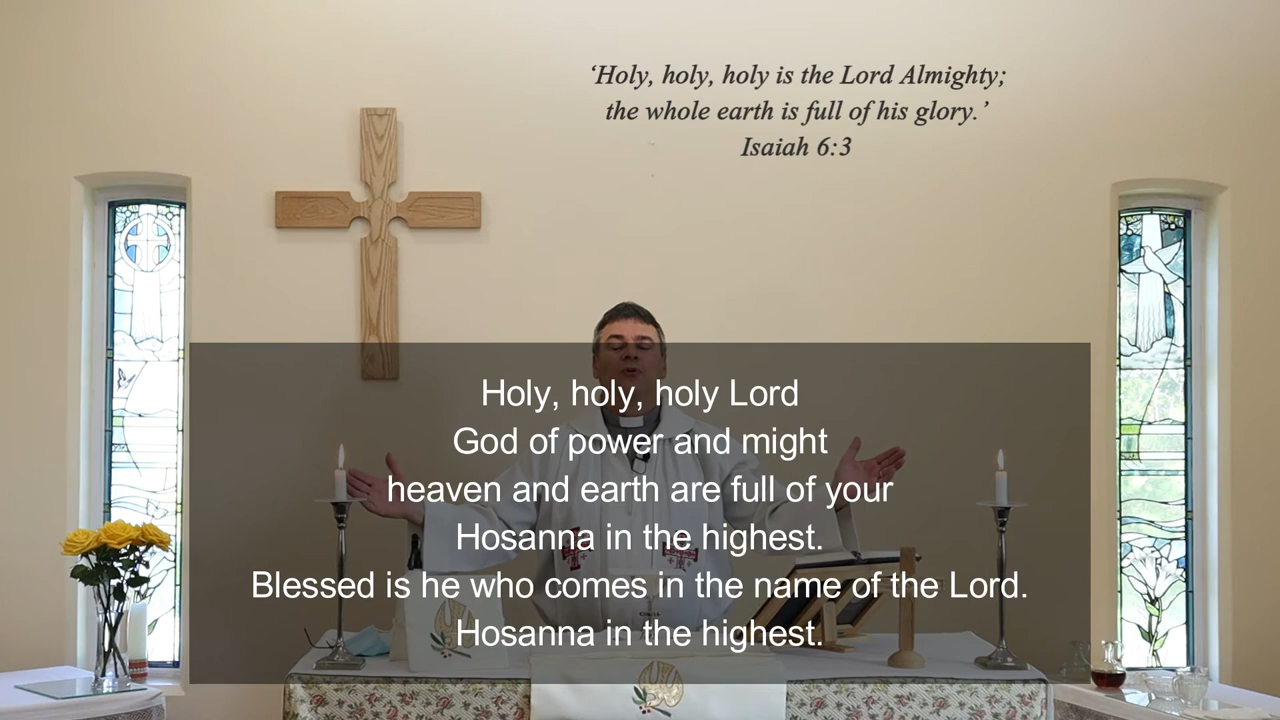 ‘Holy, holy, holy is the Lord Almighty;
the whole earth is full of his glory.’
Isaiah 6:3
Holy, holy, holy Lord
God of power and might
heaven and earth are full of your
Hosanna in the highest.
Blessed is he who comes in the name of the Lord.
Hosanna in the highest.